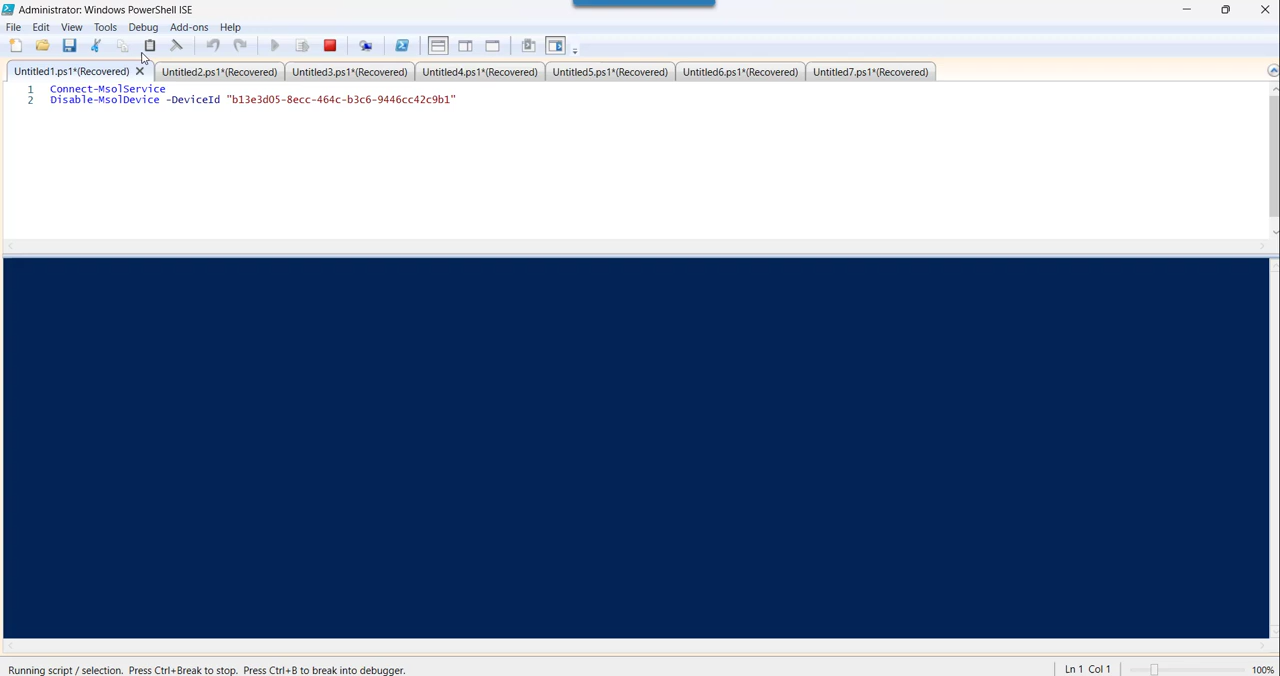 Administrator: Windows PowerShell ISE
File Edit View Tools Debug Add-ons Help
Untitled1.ps1*(Recovered) Untitled2.ps1*(Recovered) Untitled3.ps1*(Recovered) Untitled4.ps1*(Recovered) Untitled5.ps1*(Recovered) Untitled6.ps1*(Recovered) Untitled7.ps1*(Recovered)
1 Connect-MsolService
2 Disable-MsolDevice -DeviceId "b13e3d05-8ecc-464c-b3c6-9446cc42c9b1"
Running script / selection. Press Ctrl+Break to stop. Press Ctrl+B to break into debugger. Ln 1 Col 1 100%